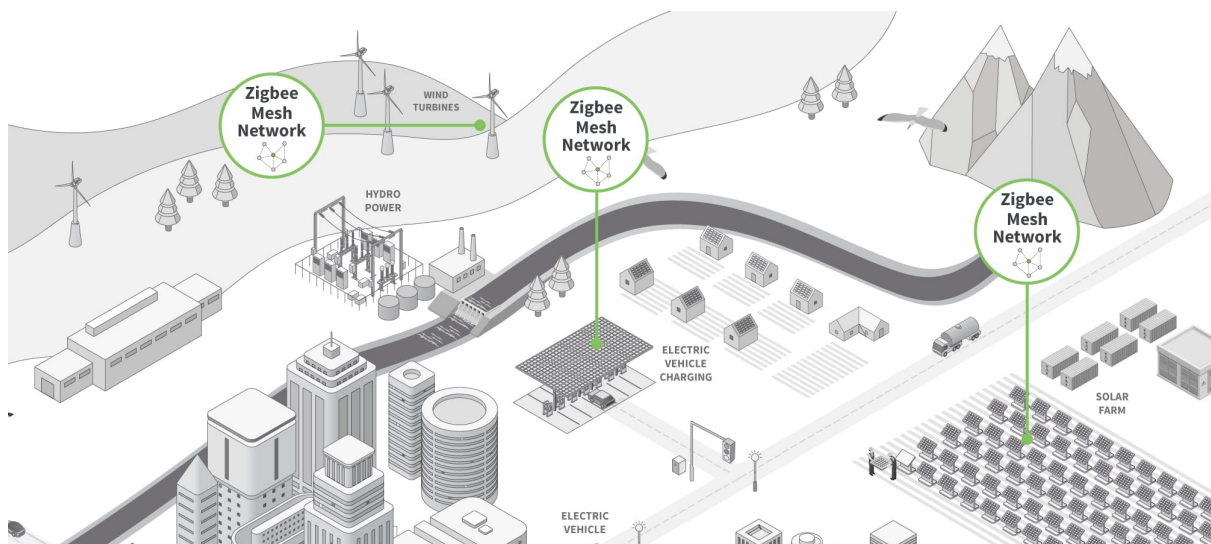 Zigbee
Mesh
Network
WIND
TURBINES
Zigbee
Mesh
Network
HYDRO
POWER
Zigbee
Mesh
Network
ELECTRIC
VEHICLE
CHARGING
SOLAR
FARM
ELECTRIC
VEHICLE